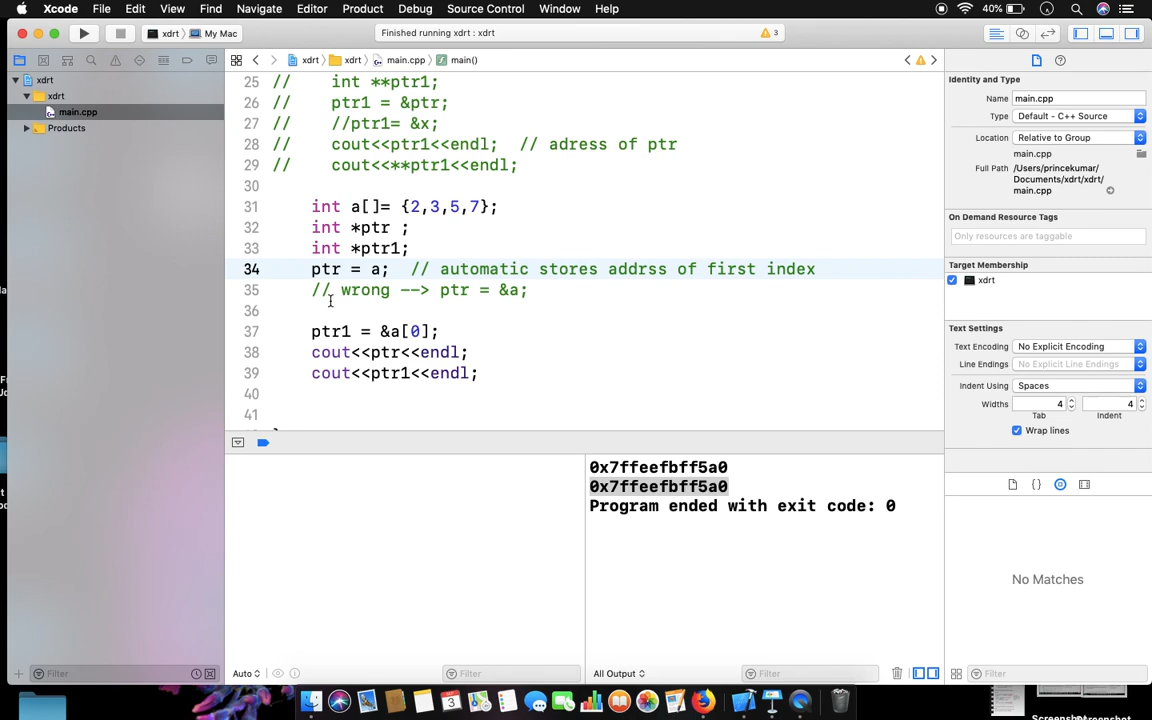 Xcode File Edit View Find Navigate Editor Product Debug Source Control Window Help 40%
xdrt My Mac Finished running xdrt : xdrt 3
xdrt xdrt main.cpp main()
xdrt
xdrt
main.cpp
Products
25 // int **ptr1;
26 // ptr1 = &ptr;
27 // //ptr1= &x;
28 // cout<<ptr1<<endl; // adress of ptr
29 // cout<<**ptr1<<endl;
30
31 int a[]= {2,3,5,7};
32 int *ptr ;
33 int *ptr1;
34 ptr = a; // automatic stores addrss of first index
35 // wrong --> ptr = &a;
36
37 ptr1 = &a[0];
38 cout<<ptr<<endl;
39 cout<<ptr1<<endl;
40
41
0x7ffeefbff5a0
0x7ffeefbff5a0
Program ended with exit code: 0
Filter
Auto
Filter
All Output
Filter
Identity and Type
Name main.cpp
Type Default - C++ Source
Location Relative to Group
main.cpp
Full Path /Users/princekumar/
Documents/xdrt/xdrt/
main.cpp
On Demand Resource Tags
Only resources are taggable
Target Membership
xdrt
Text Settings
Text Encoding No Explicit Encoding
Line Endings No Explicit Line Endings
Indent Using Spaces
Widths 4 4
Tab Indent
Wrap lines
No Matches
Filter